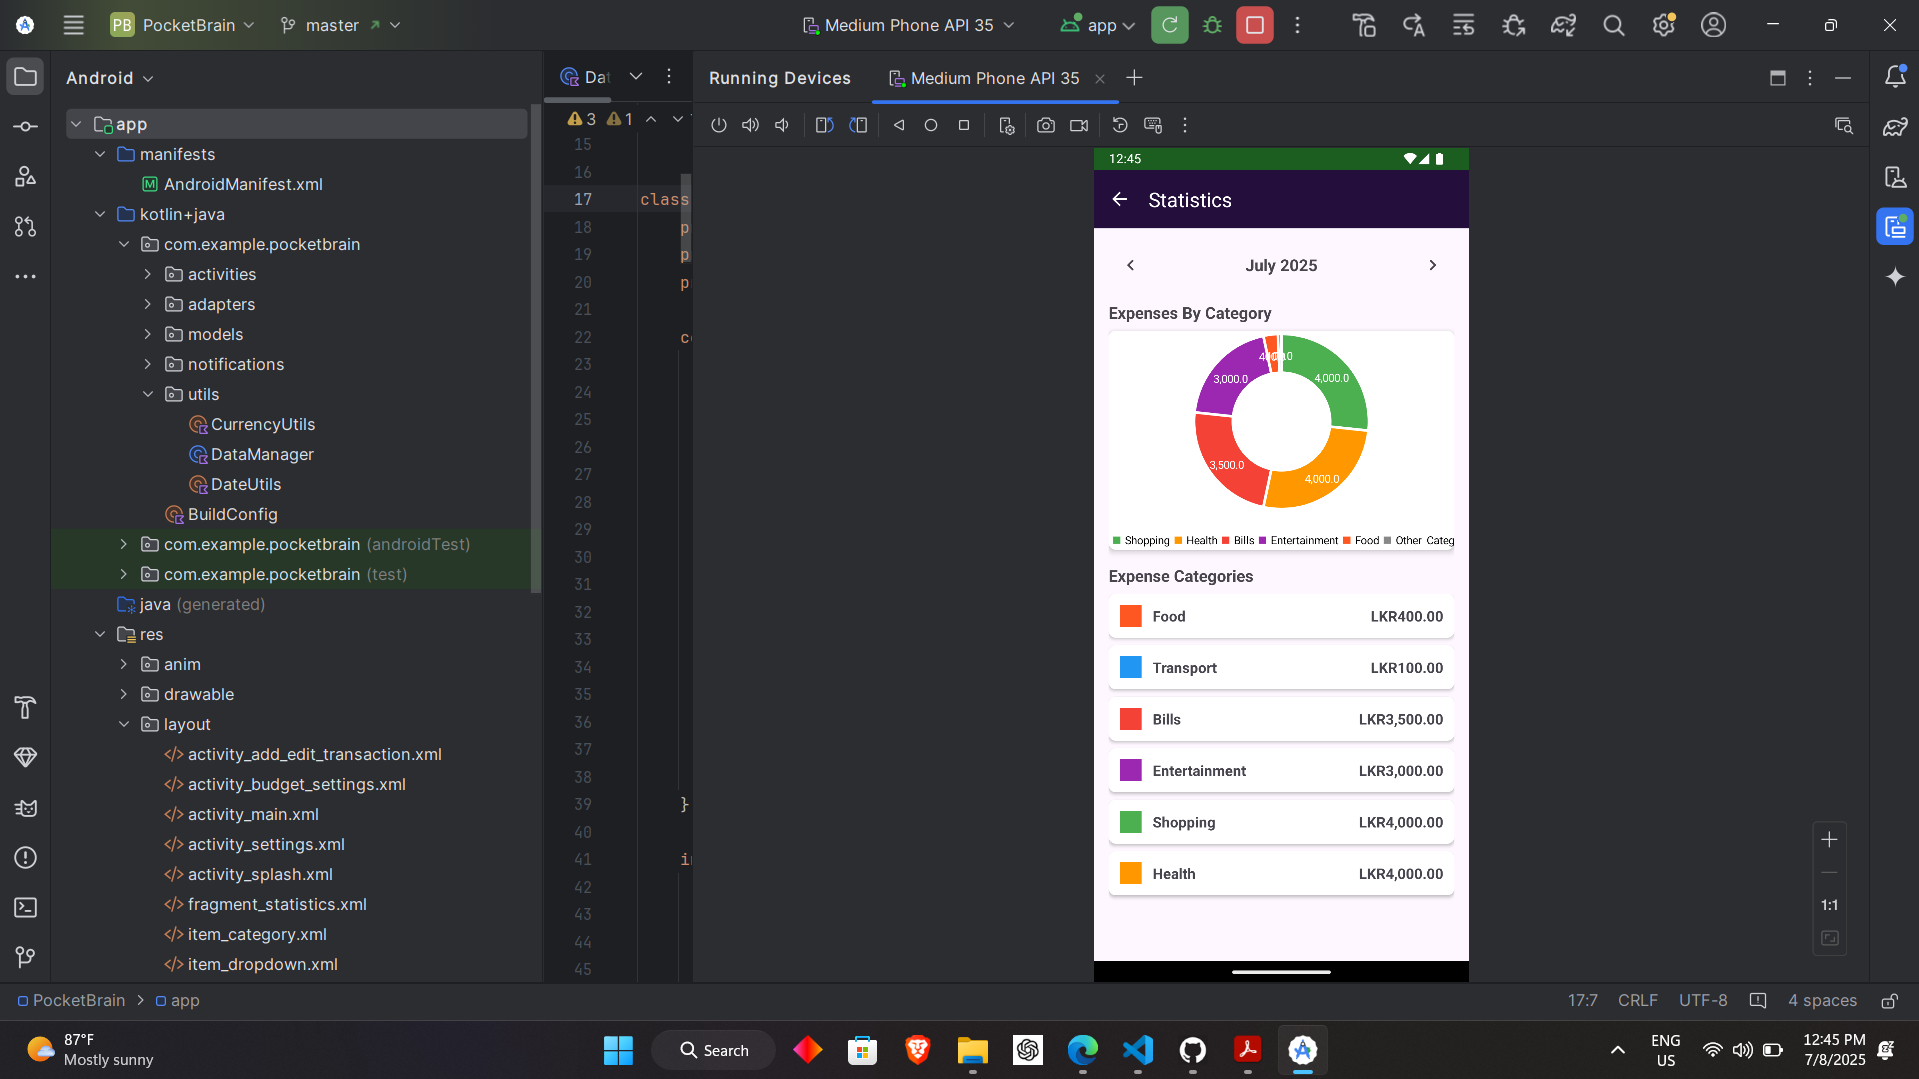 PB PocketBrain master Medium Phone API 35 app
Android
app
manifests
AndroidManifest.xml
kotlin+java
com.example.pocketbrain
activities
adapters
models
notifications
utils
CurrencyUtils
DataManager
DateUtils
BuildConfig
com.example.pocketbrain (androidTest)
com.example.pocketbrain (test)
java (generated)
res
anim
drawable
layout
activity_add_edit_transaction.xml
activity_budget_settings.xml
activity_main.xml
activity_settings.xml
activity_splash.xml
fragment_statistics.xml
item_category.xml
item_dropdown.xml
Dat
3 1
15
16
17 class
18 p
19 p
20 p
21
22 c
23
24
25
26
27
28
29
30
31
32
33
34
35
36
37
38
39 }
40
41 i
42
43
44
45
Running Devices Medium Phone API 35
12:45
Statistics
July 2025
Expenses By Category
3,000.0
4,000.0
3,500.0
4,000.0
Shopping Health Bills Entertainment Food Other Categ
Expense Categories
Food LKR400.00
Transport LKR100.00
Bills LKR3,500.00
Entertainment LKR3,000.00
Shopping LKR4,000.00
Health LKR4,000.00
1:1
PocketBrain > app 17:7 CRLF UTF-8 4 spaces
87°F
Mostly sunny
Search
ENG
US
12:45 PM
7/8/2025